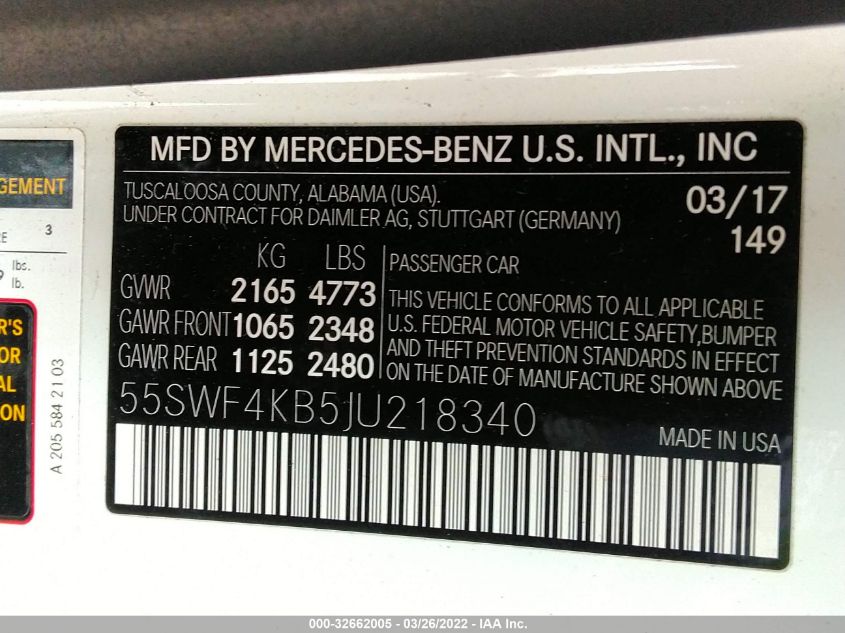 GEMENT
3
RE
lbs.
9 lb.
R'S
OR
AL
ION
A 205 584 21 03
MFD BY MERCEDES-BENZ U.S. INTL., INC
TUSCALOOSA COUNTY, ALABAMA (USA).
UNDER CONTRACT FOR DAIMLER AG, STUTTGART (GERMANY)
03/17
149
KG LBS
GVWR 2165 4773
GAWR FRONT 1065 2348
GAWR REAR 1125 2480
PASSENGER CAR
THIS VEHICLE CONFORMS TO ALL APPLICABLE
U.S. FEDERAL MOTOR VEHICLE SAFETY,BUMPER
AND THEFT PREVENTION STANDARDS IN EFFECT
ON THE DATE OF MANUFACTURE SHOWN ABOVE
55SWF4KB5JU218340
MADE IN USA
000-32662005 - 03/26/2022 - IAA Inc.